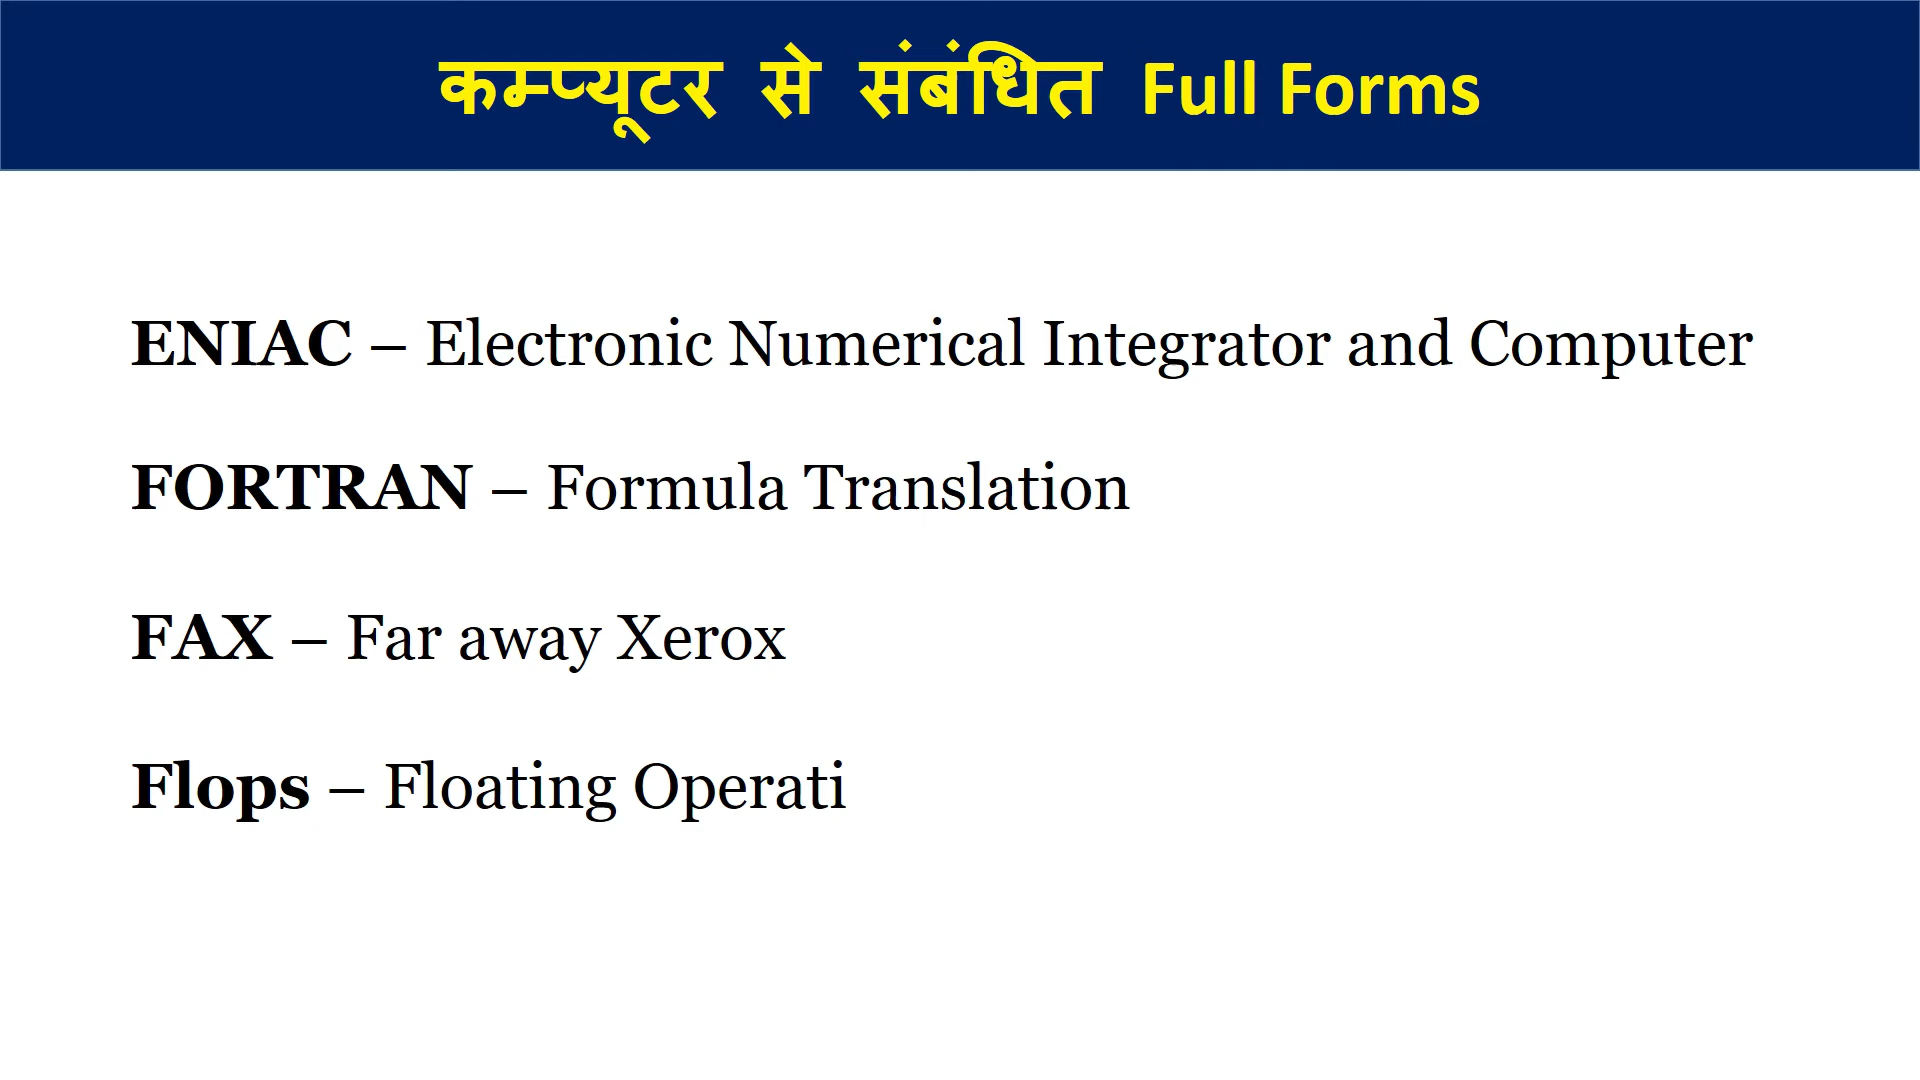 कम्प्यूटर से संबंधित Full Forms
ENIAC – Electronic Numerical Integrator and Computer
FORTRAN – Formula Translation
FAX – Far away Xerox
Flops – Floating Operati